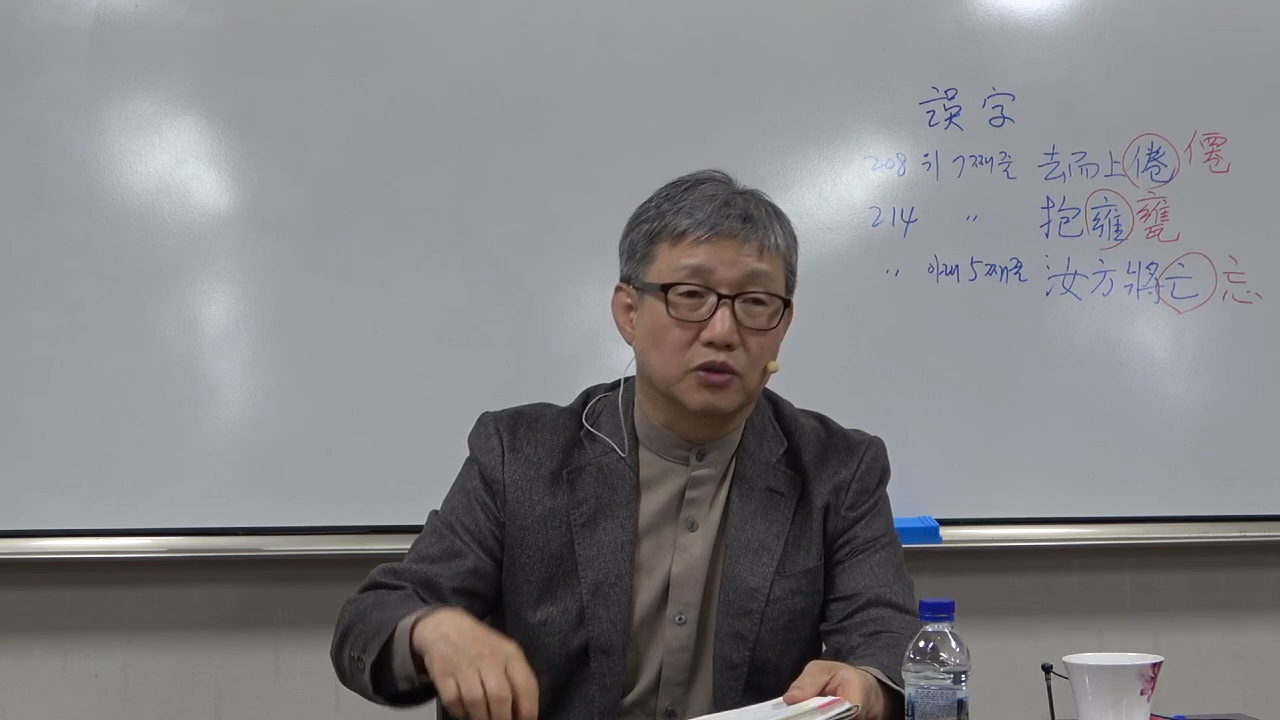 誤字
208 위 7째줄 去而上倦 僊
214 〃 抱雍 甕
〃 아래 5째줄 汝方將亡 忘